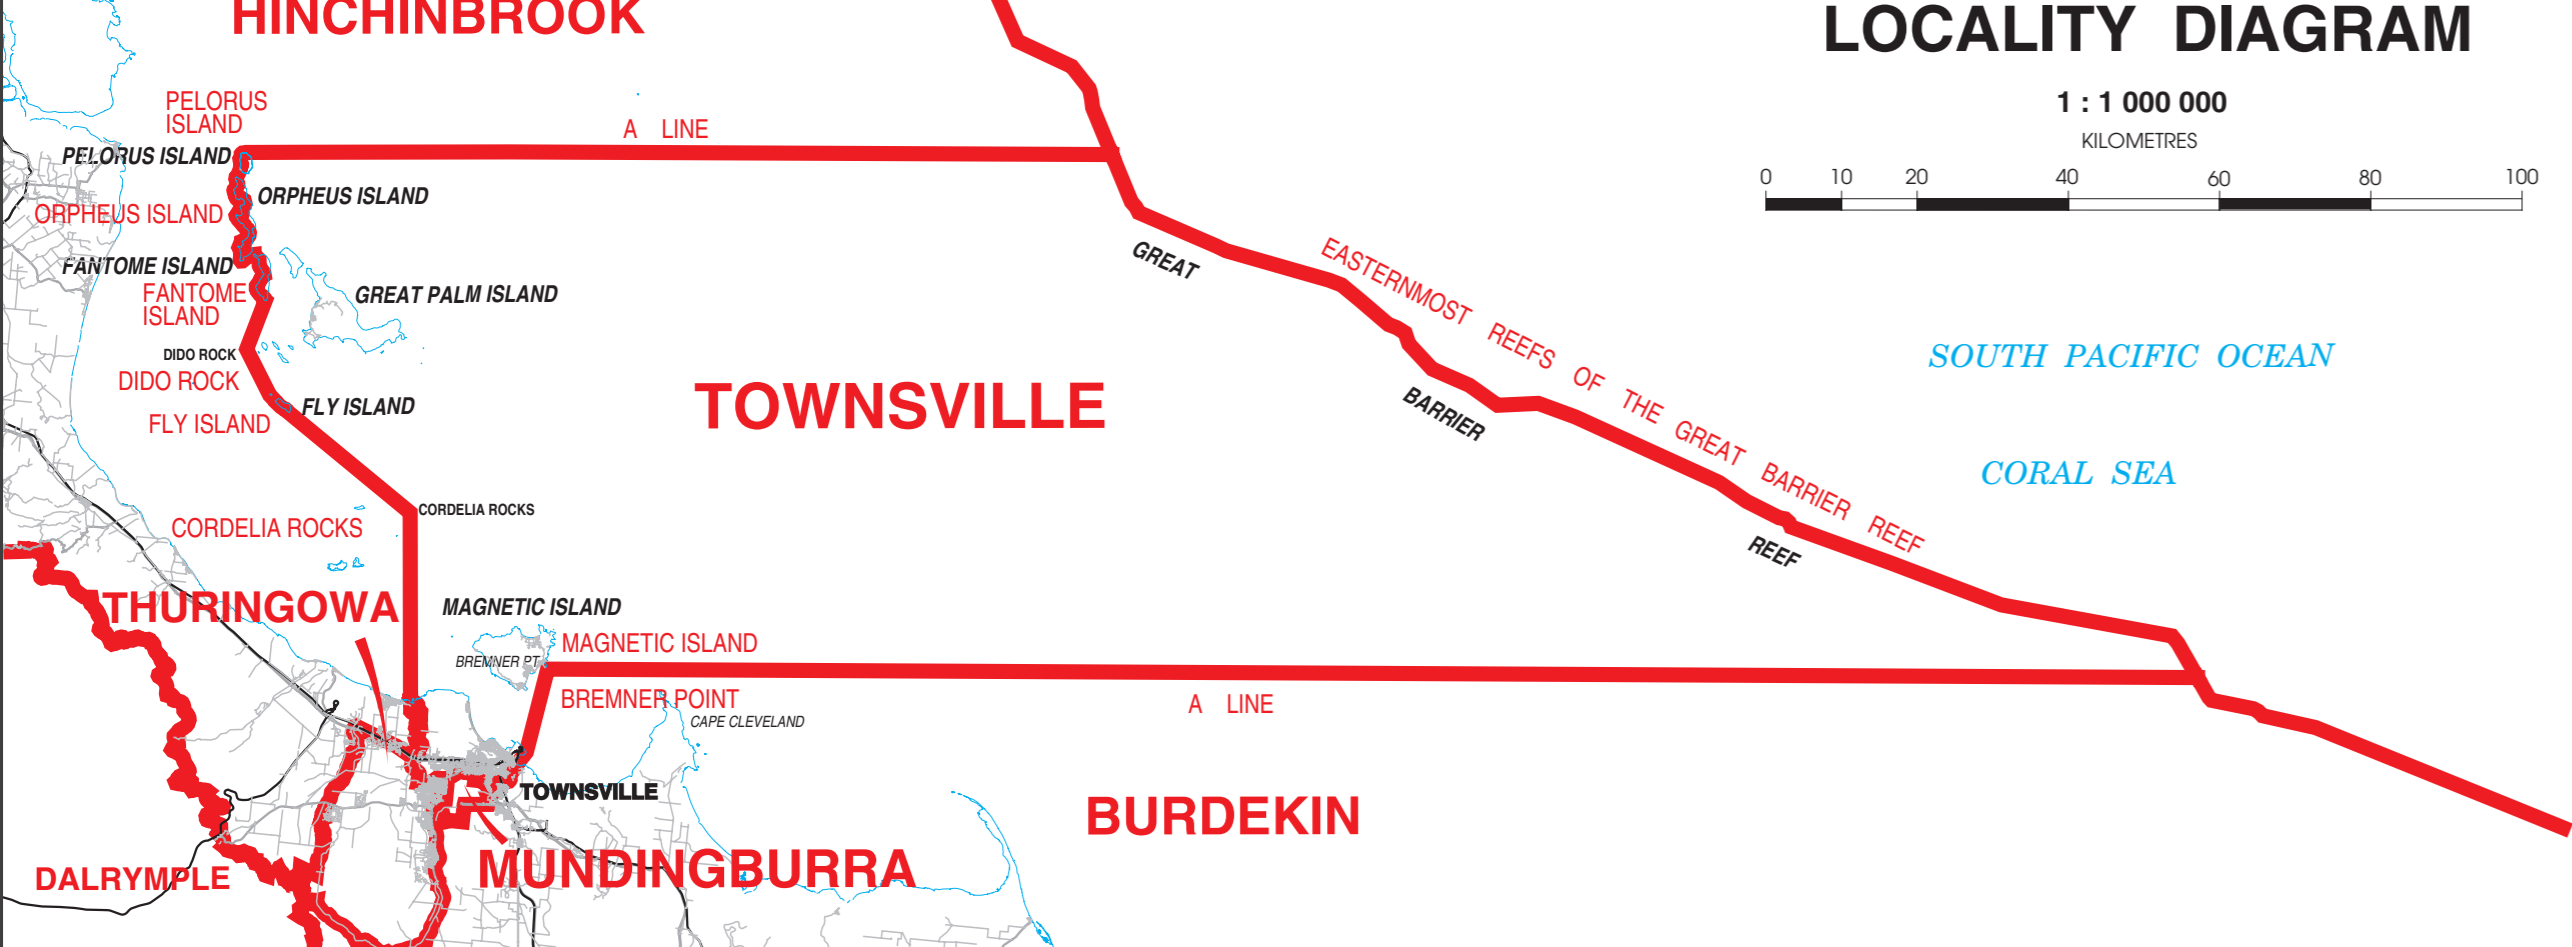 HINCHINBROOK
LOCALITY DIAGRAM
1 : 1 000 000
KILOMETRES
0 10 20 40 60 80 100
PELORUS
ISLAND
A LINE
PELORUS ISLAND
ORPHEUS ISLAND
ORPHEUS ISLAND
FANTOME ISLAND
FANTOME
ISLAND
GREAT PALM ISLAND
GREAT
EASTERNMOST REEFS OF THE GREAT BARRIER REEF
BARRIER
REEF
SOUTH PACIFIC OCEAN
CORAL SEA
DIDO ROCK
DIDO ROCK
FLY ISLAND
FLY ISLAND
TOWNSVILLE
CORDELIA ROCKS
CORDELIA ROCKS
THURINGOWA
MAGNETIC ISLAND
MAGNETIC ISLAND
BREMNER PT
BREMNER POINT
A LINE
CAPE CLEVELAND
TOWNSVILLE
BURDEKIN
MUNDINGBURRA
DALRYMPLE